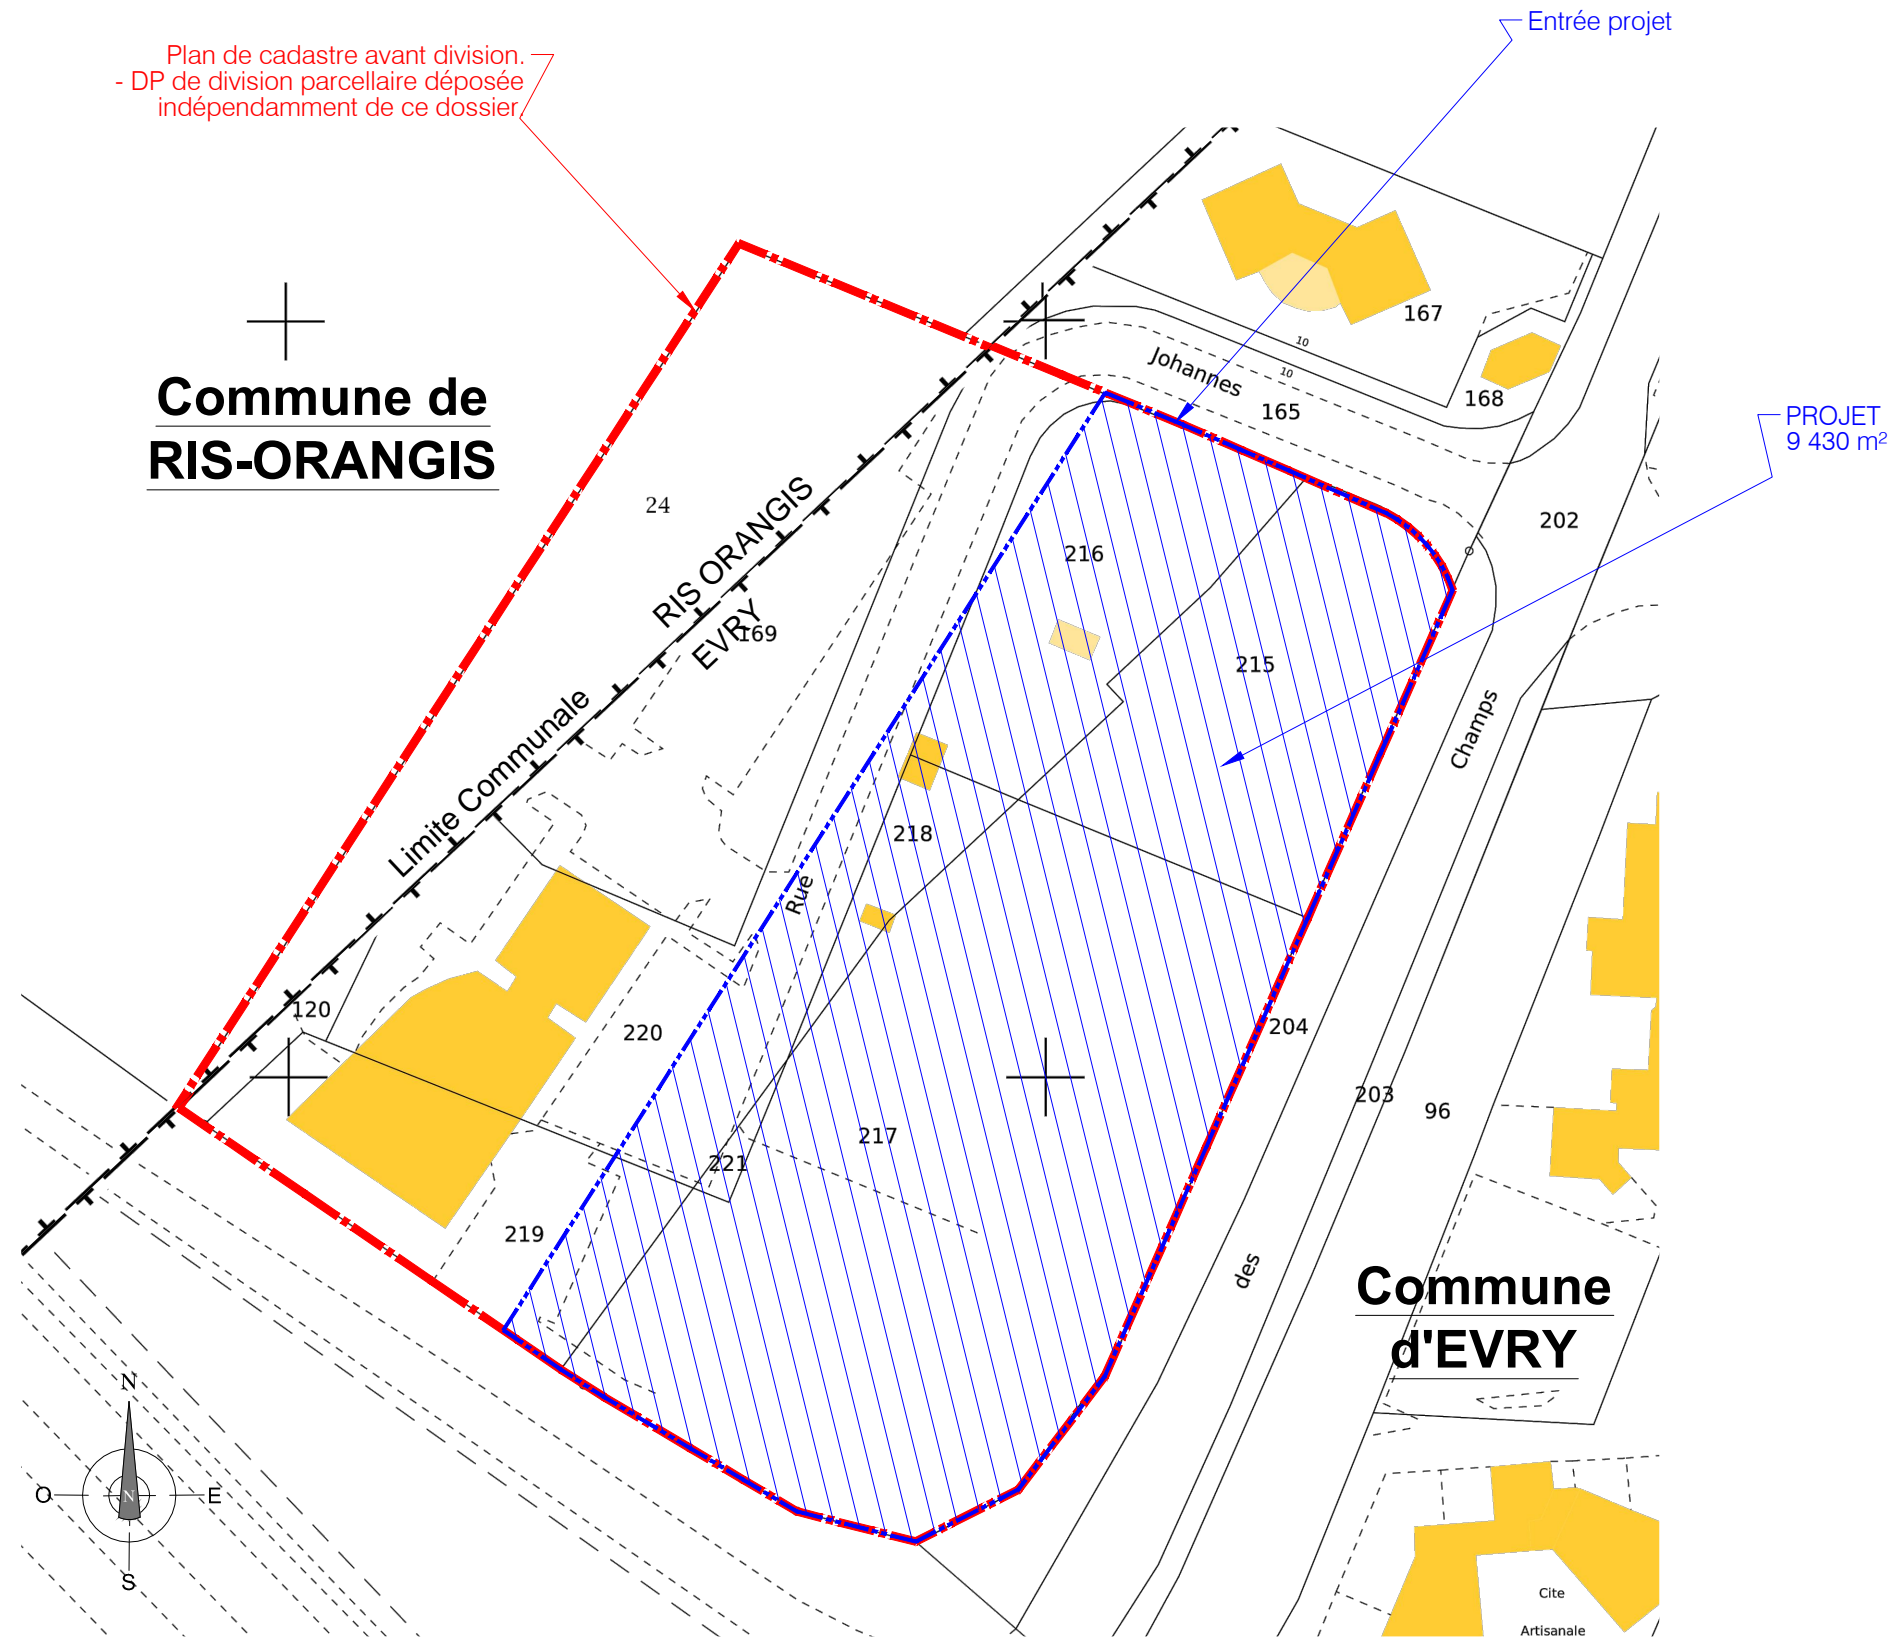 Entrée projet
Plan de cadastre avant division.
- DP de division parcellaire déposée
indépendamment de ce dossier.
167
10
10
Johannes
165
168
Commune de
RIS-ORANGIS
PROJET
9 430 m²
24
202
RIS ORANGIS
EVRY
169
216
215
Limite Communale
Champs
218
Rue
120
220
204
203
96
217
221
219
des
Commune
d'EVRY
N
O
N
E
S
Cite
Artisanale